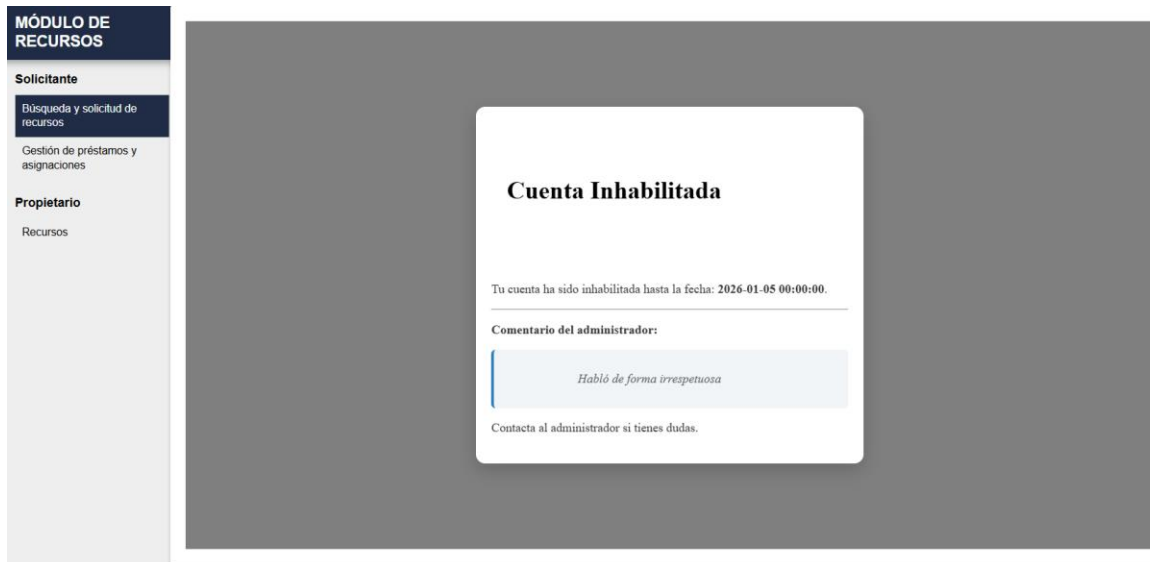 MÓDULO DE
RECURSOS
Solicitante
Búsqueda y solicitud de
recursos
Gestión de préstamos y
asignaciones
Propietario
Recursos
Cuenta Inhabilitada
Tu cuenta ha sido inhabilitada hasta la fecha: 2026-01-05 00:00:00.
Comentario del administrador:
Habló de forma irrespetuosa
Contacta al administrador si tienes dudas.